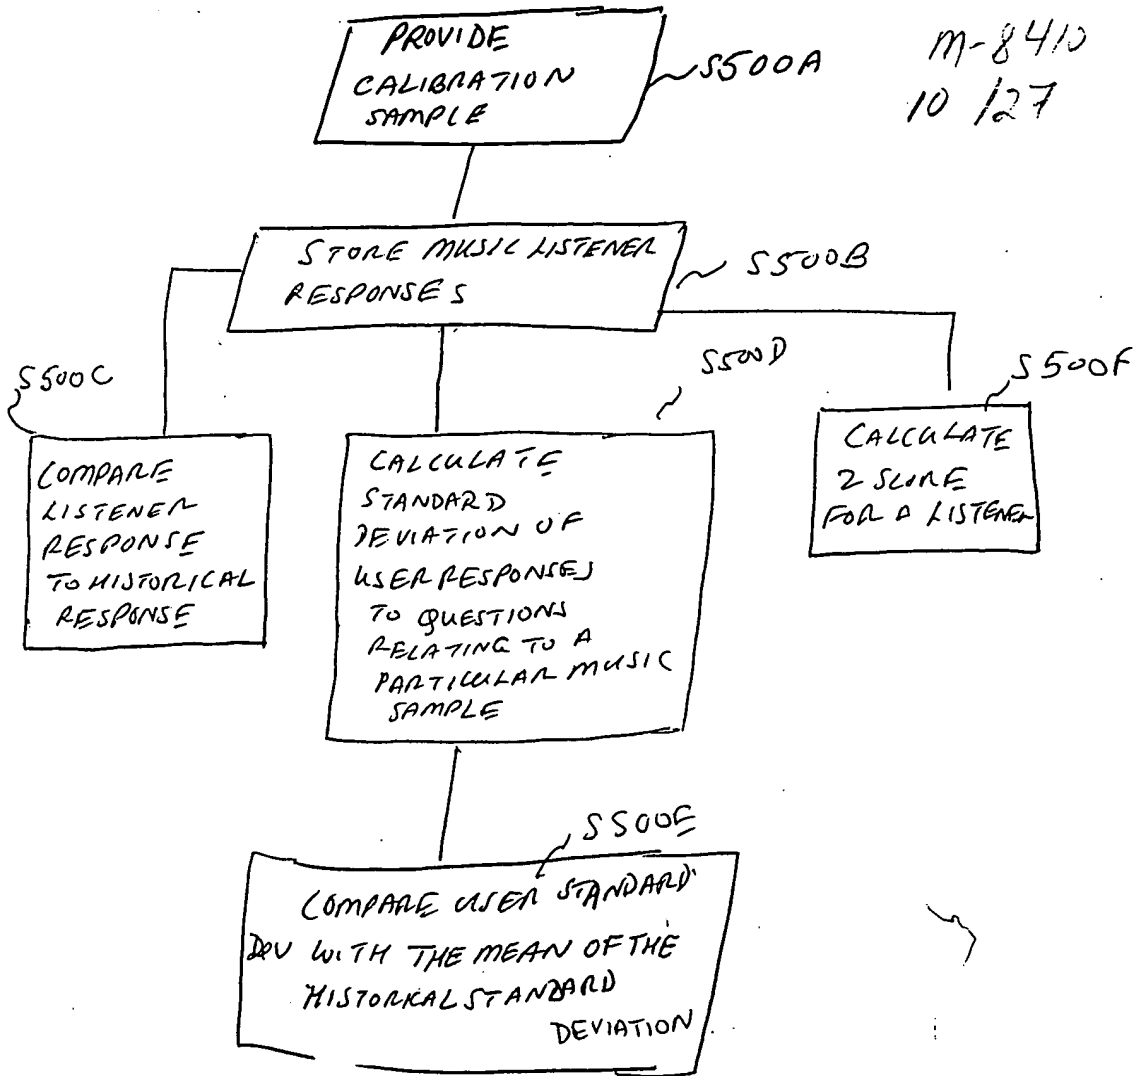 PROVIDE
CALIBRATION
SAMPLE
S500A
M-8410
10/27
STORE MUSIC LISTENER
RESPONSES
S500B
S500C
S500D
S500F
COMPARE
LISTENER
RESPONSE
TO HISTORICAL
RESPONSE
CALCULATE
STANDARD
DEVIATION OF
USER RESPONSES
TO QUESTIONS
RELATING TO A
PARTICULAR MUSIC
SAMPLE
CALCULATE
Z SCORE
FOR A LISTENER
S500E
COMPARE USER STANDARD
DEV WITH THE MEAN OF THE
HISTORICAL STANDARD
DEVIATION